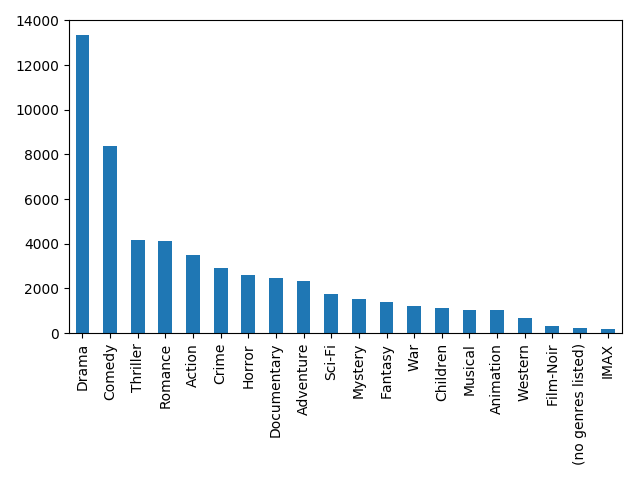 14000
12000
10000
8000
6000
4000
2000
0
Drama
Comedy
Thriller
Romance
Action
Crime
Horror
Documentary
Adventure
Sci-Fi
Mystery
Fantasy
War
Children
Musical
Animation
Western
Film-Noir
(no genres listed)
IMAX